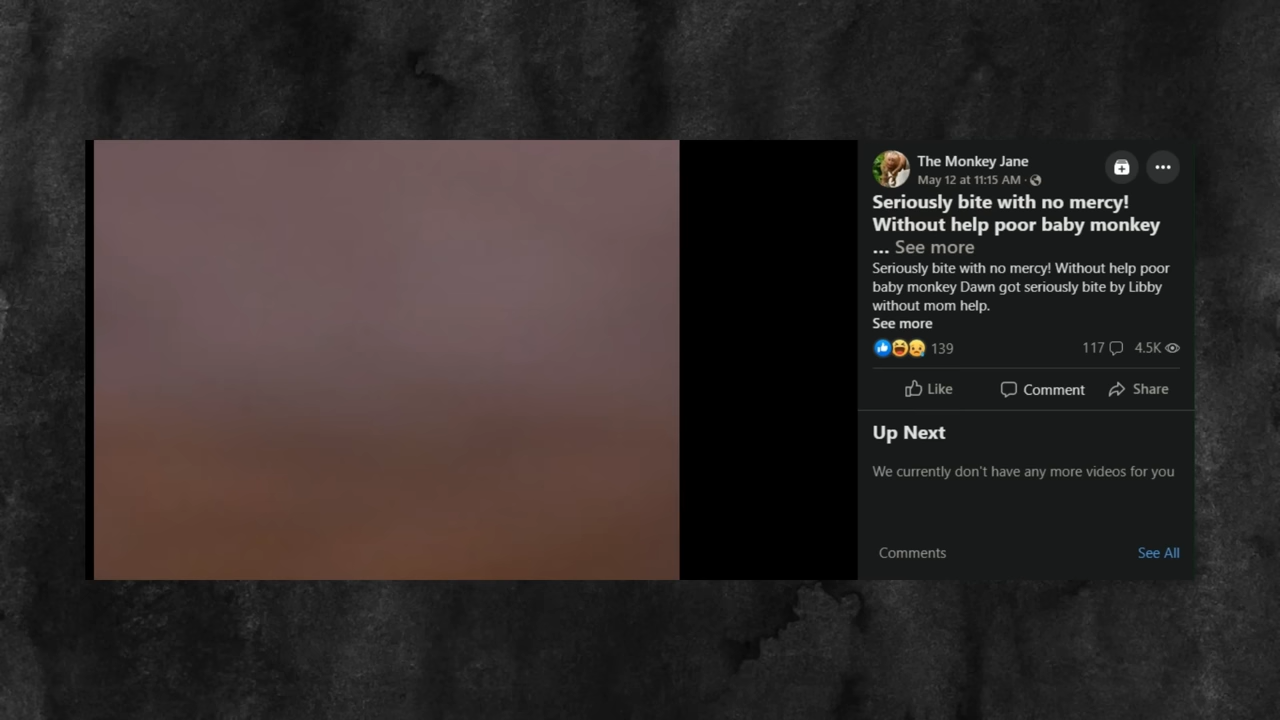 The Monkey Jane
May 12 at 11:15 AM ·
Seriously bite with no mercy!
Without help poor baby monkey
... See more
Seriously bite with no mercy! Without help poor
baby monkey Dawn got seriously bite by Libby
without mom help.
See more
139 117 4.5K
Like Comment Share
Up Next
We currently don't have any more videos for you
Comments See All